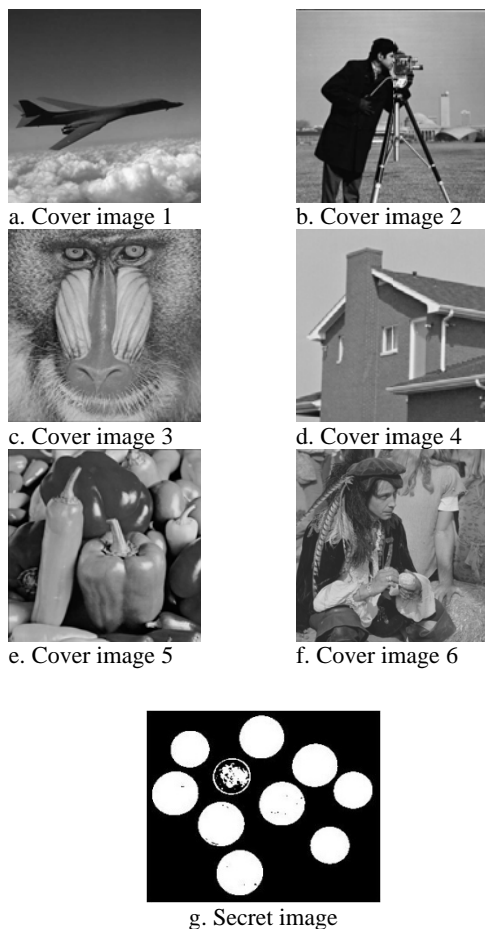 a. Cover image 1
b. Cover image 2
c. Cover image 3
d. Cover image 4
e. Cover image 5
f. Cover image 6
g. Secret image